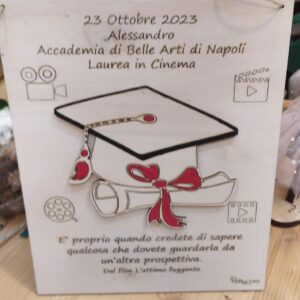 23 Ottobre 2023
Alessandro
Accademia di Belle Arti di Napoli
Laurea in Cinema
E' proprio quando credete di sapere
qualcosa che dovete guardarla da
un'altra prospettiva.
Dal film L'attimo fuggente